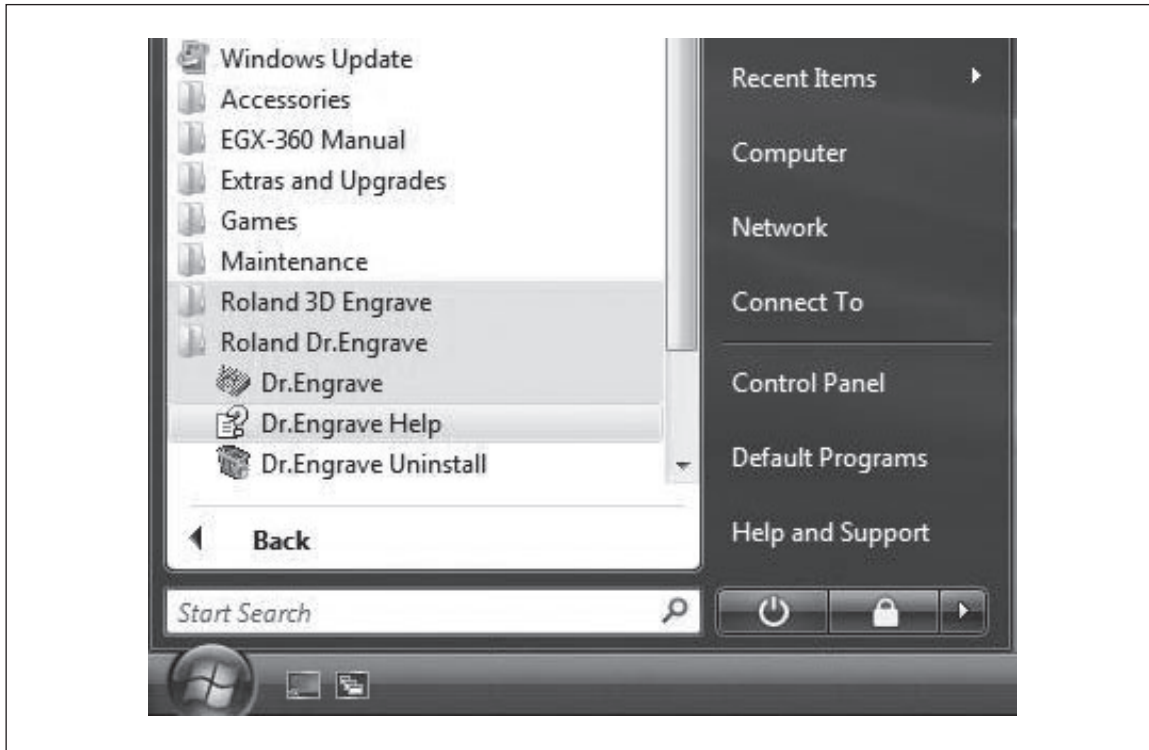 Windows Update
Accessories
EGX-360 Manual
Extras and Upgrades
Games
Maintenance
Roland 3D Engrave
Roland Dr.Engrave
Dr.Engrave
Dr.Engrave Help
Dr.Engrave Uninstall
Back
Start Search
Recent Items
Computer
Network
Connect To
Control Panel
Default Programs
Help and Support